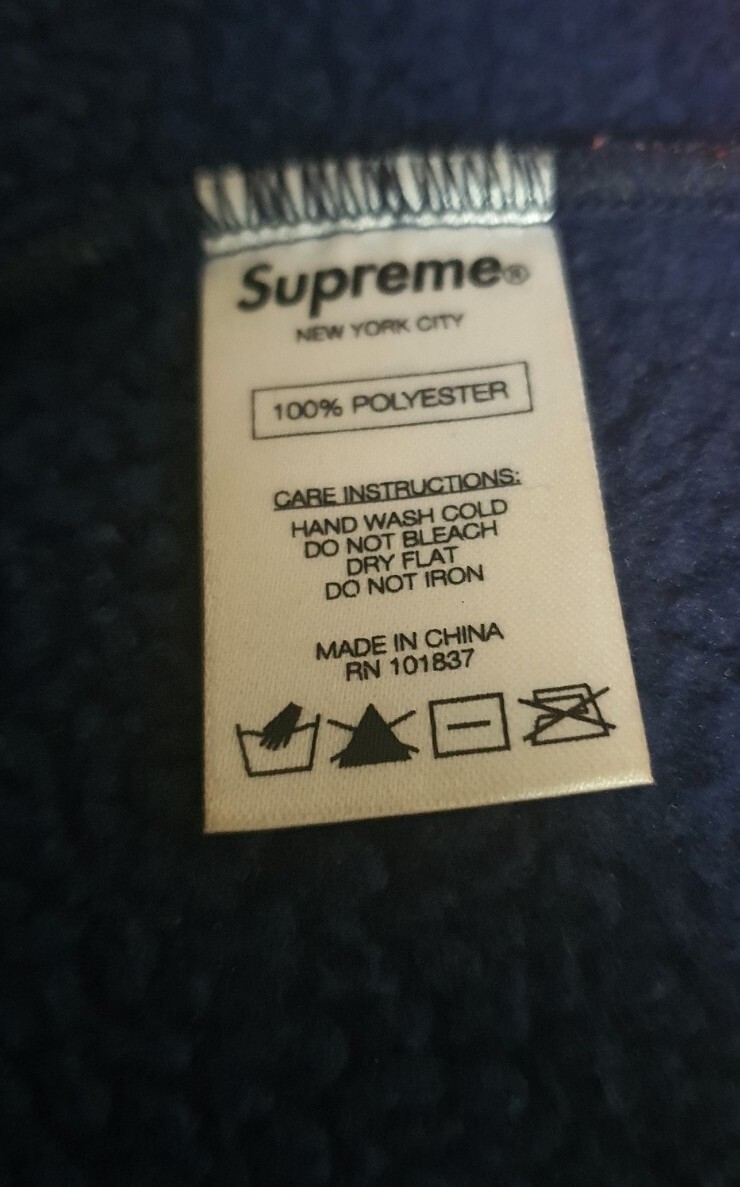 Supreme®
NEW YORK CITY
100% POLYESTER
CARE INSTRUCTIONS:
HAND WASH COLD
DO NOT BLEACH
DRY FLAT
DO NOT IRON
MADE IN CHINA
RN 101837